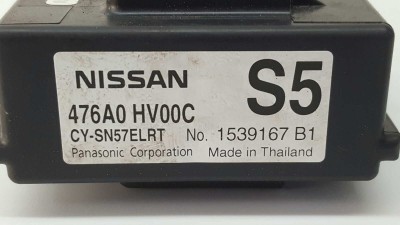 NISSAN S5
476A0 HV00C
CY-SN57ELRT No. 1539167 B1
Panasonic Corporation Made in Thailand